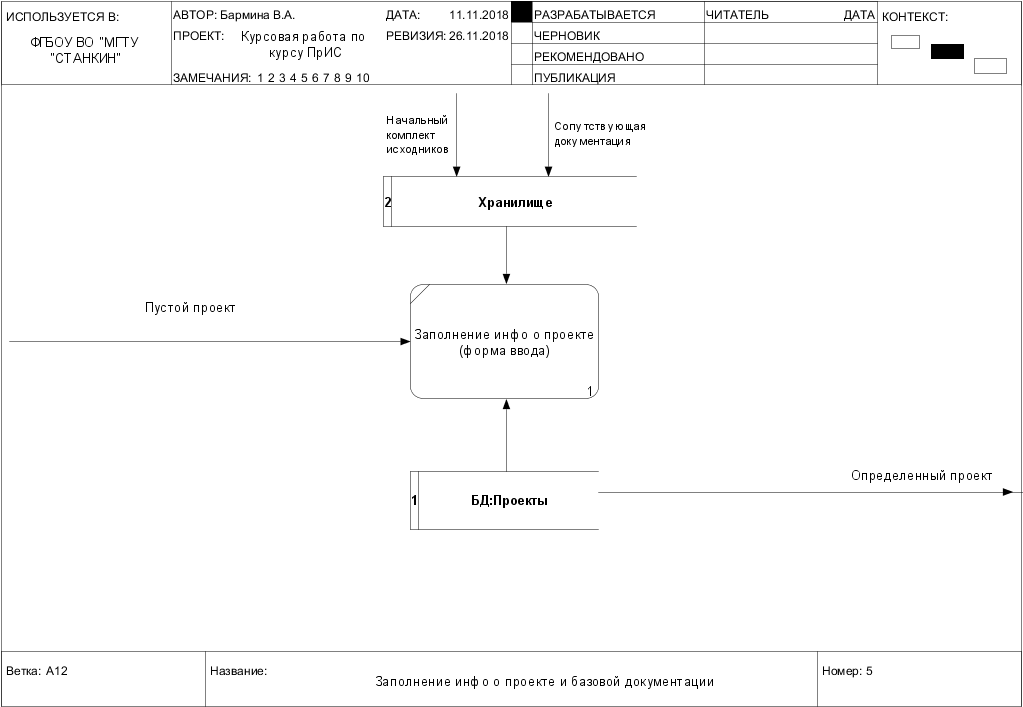 ИСПОЛЬЗУЕТСЯ В:
ФГБОУ ВО "МГТУ
"СТАНКИН"
АВТОР: Бармина В.А.
ДАТА: 11.11.2018
ПРОЕКТ: Курсовая работа по
курсу ПрИС
РЕВИЗИЯ: 26.11.2018
ЗАМЕЧАНИЯ: 1 2 3 4 5 6 7 8 9 10
РАЗРАБАТЫВАЕТСЯ
ЧЕРНОВИК
РЕКОМЕНДОВАНО
ПУБЛИКАЦИЯ
ЧИТАТЕЛЬ ДАТА
КОНТЕКСТ:
Начальный
комплект
исходников
Сопутствующая
документация
2 Хранилище
Пустой проект
Заполнение инфо о проекте
(форма ввода)
1
Определенный проект
1 БД:Проекты
Ветка: A12
Название:
Заполнение инфо о проекте и базовой документации
Номер: 5